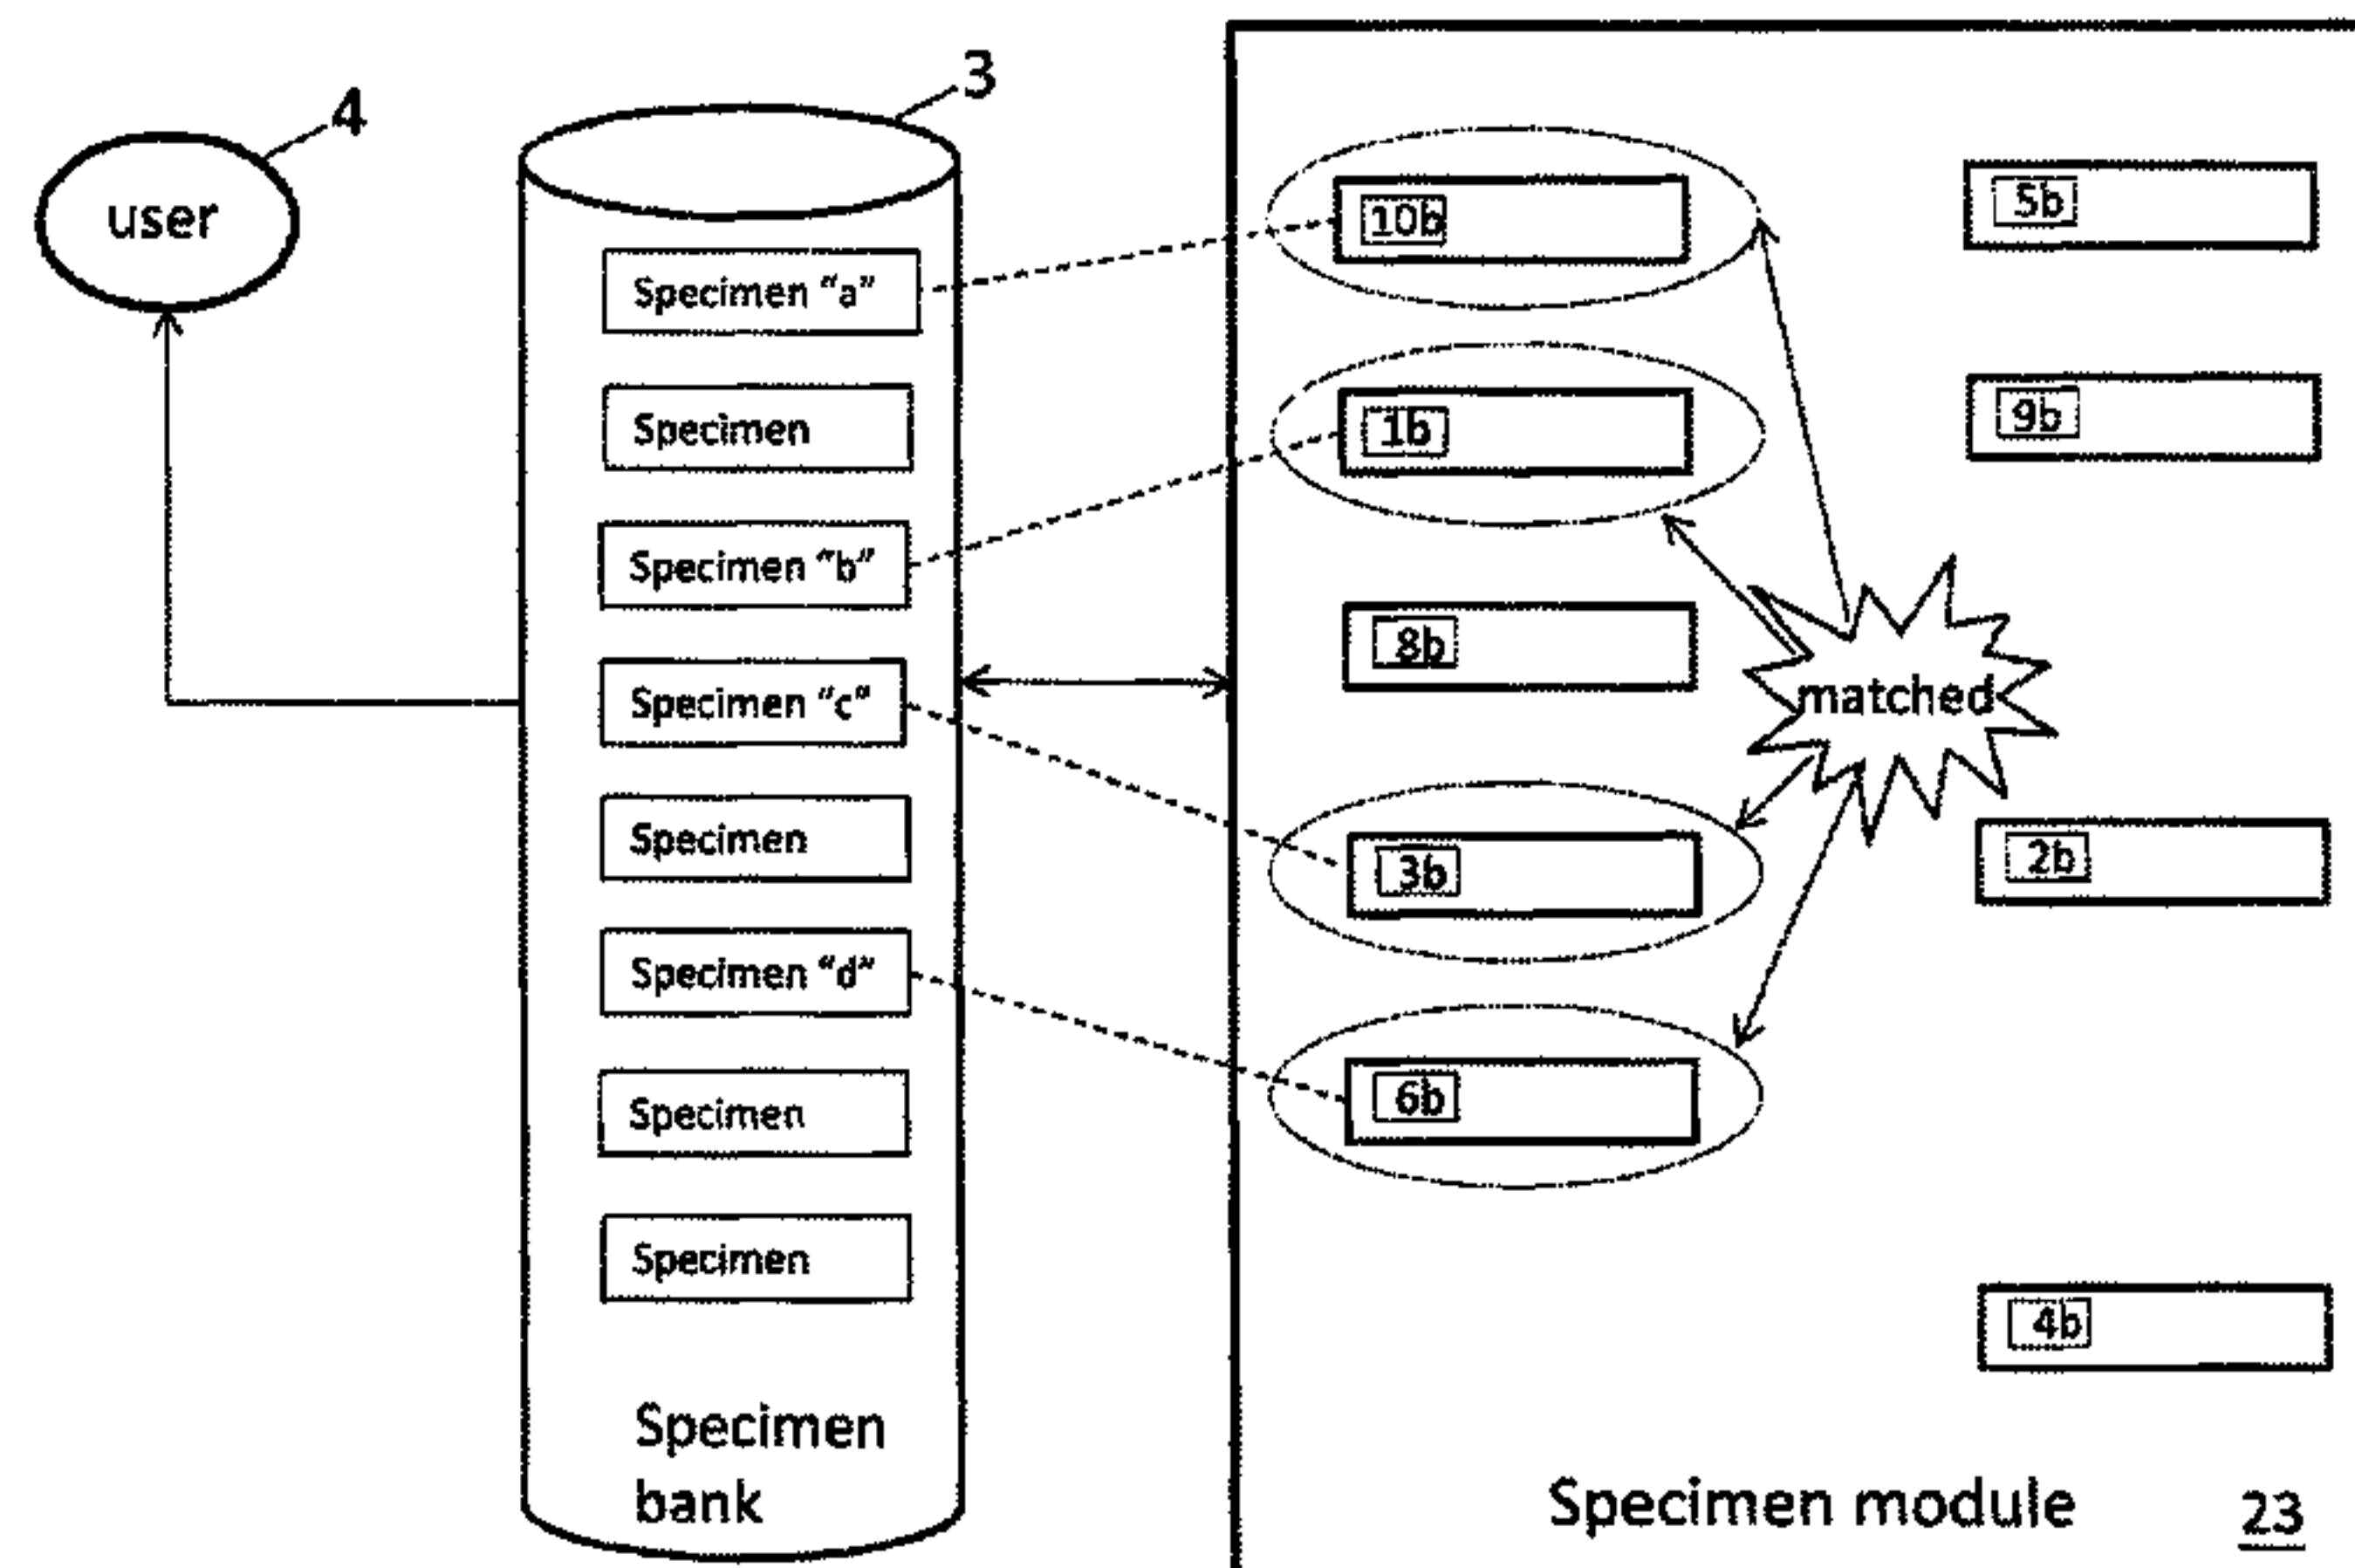 4
user
3
Specimen “a”
Specimen
Specimen “b”
Specimen “c”
Specimen
Specimen “d”
Specimen
Specimen
Specimen
bank
10b
5b
1b
9b
8b
matched
3b
2b
6b
4b
Specimen module 23